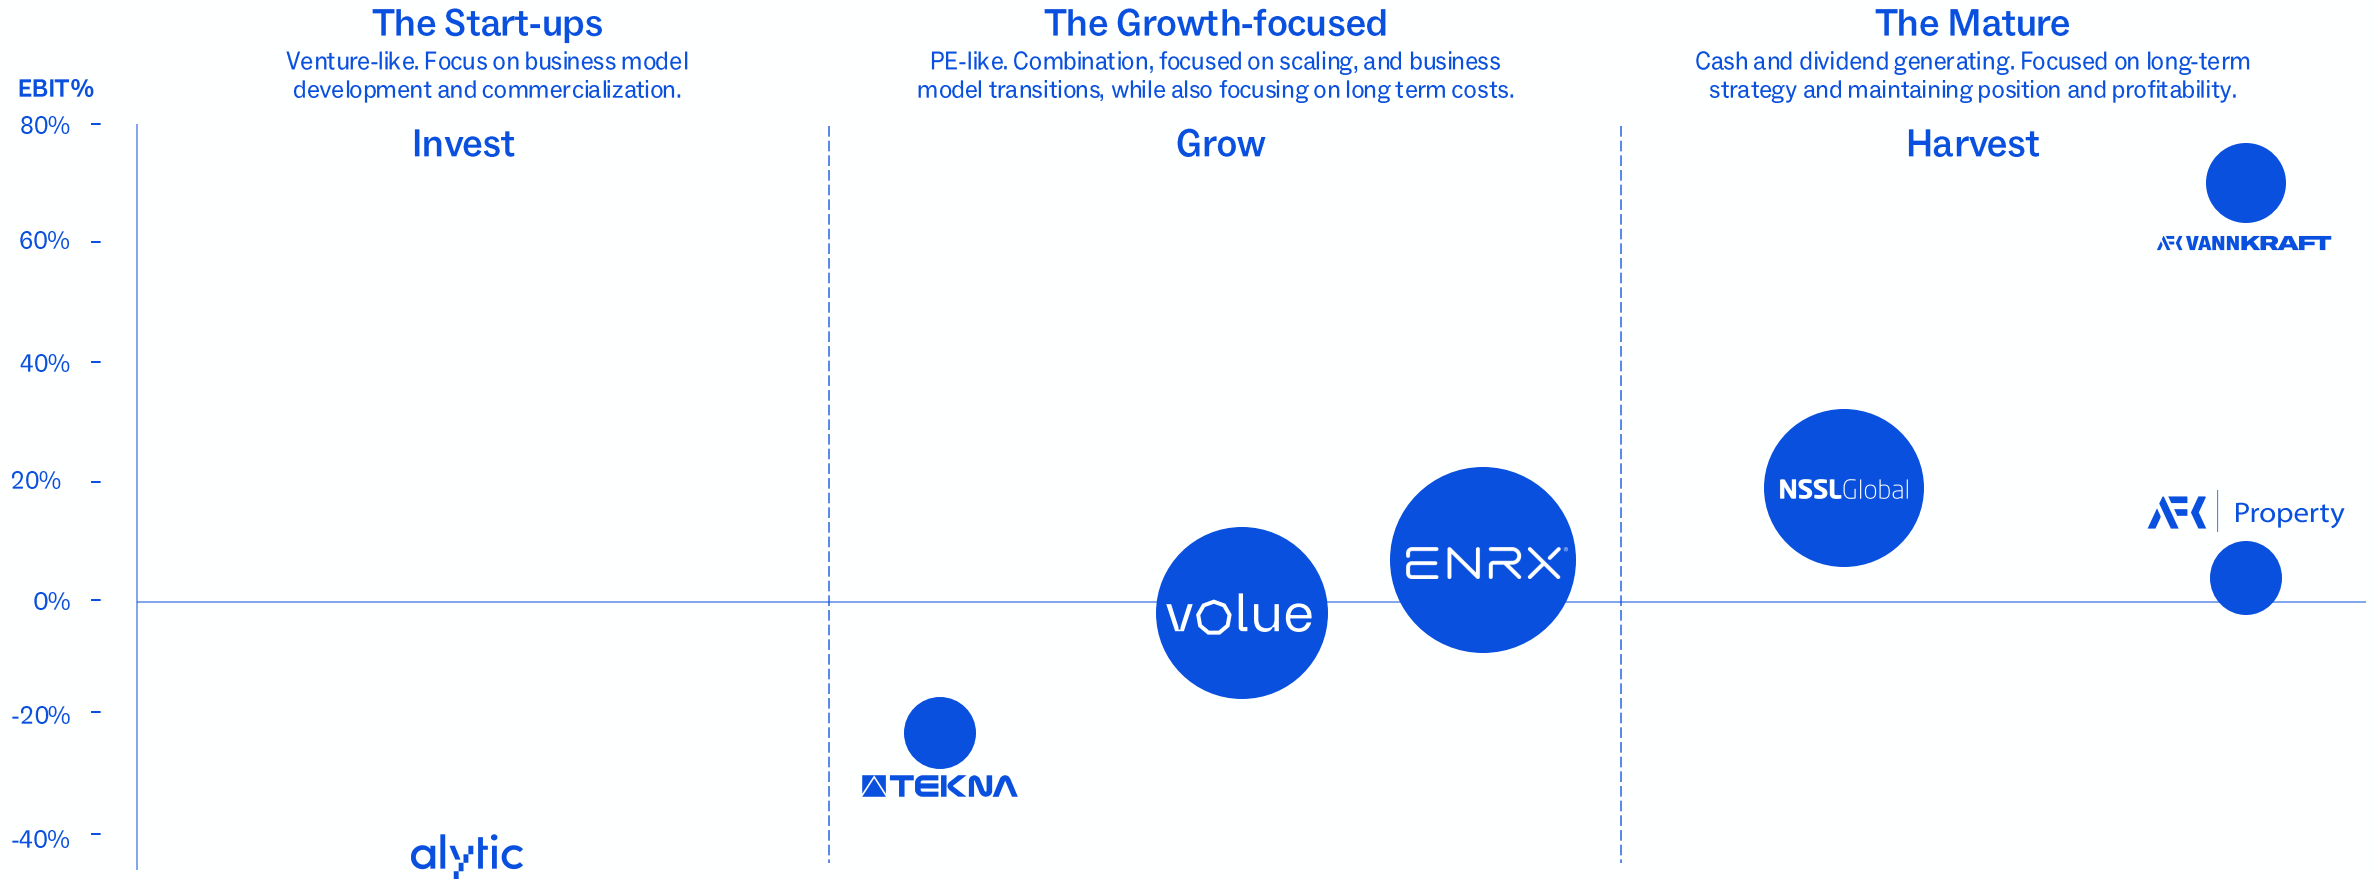 The Start-ups
Venture-like. Focus on business model
development and commercialization.
The Growth-focused
PE-like. Combination, focused on scaling, and business
model transitions, while also focusing on long term costs.
The Mature
Cash and dividend generating. Focused on long-term
strategy and maintaining position and profitability.
EBIT%
80%
60%
40%
20%
0%
-20%
-40%
Invest
Grow
Harvest
AFK VANNKRAFT
NSSLGlobal
AFK Property
ENRX
volue
TEKNA
alytic